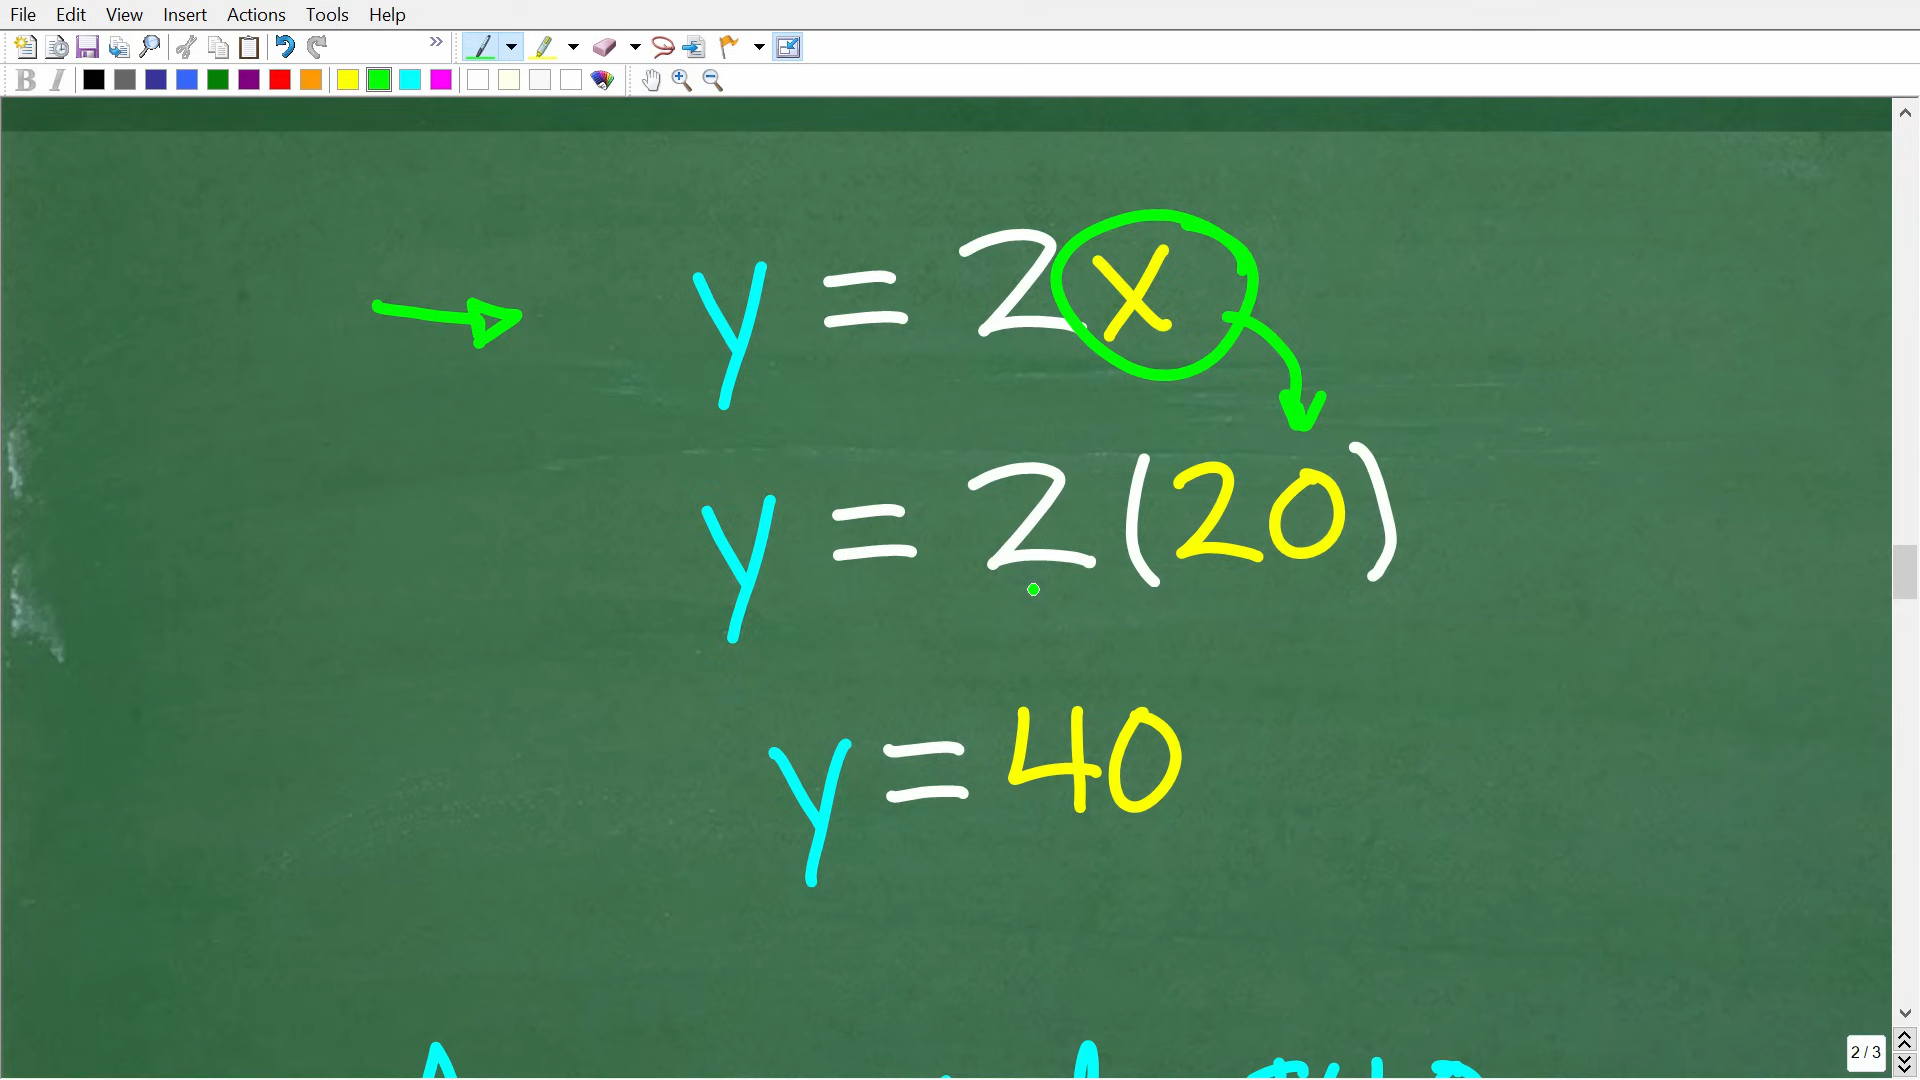 File Edit View Insert Actions Tools Help
B I
y = 2x
y = 2(20)
y = 40
2 / 3